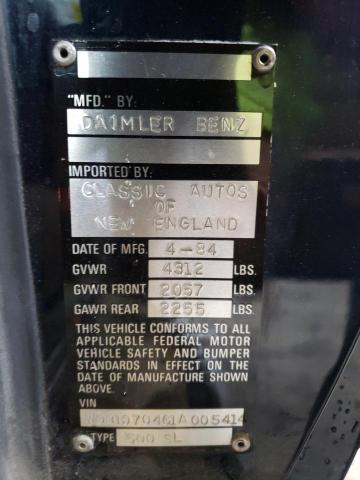 "MFD." BY:
DAIMLER BENZ
IMPORTED BY:
CLASSIC AUTOS
OF
NEW ENGLAND
DATE OF MFG. 4-84
GVWR 4312 LBS.
GVWR FRONT 2057 LBS.
GAWR REAR 2255 LBS.
THIS VEHICLE CONFORMS TO ALL
APPLICABLE FEDERAL MOTOR
VEHICLE SAFETY AND BUMPER
STANDARDS IN EFFECT ON THE
DATE OF MANUFACTURE SHOWN
ABOVE.
VIN
TYPE 500 SL